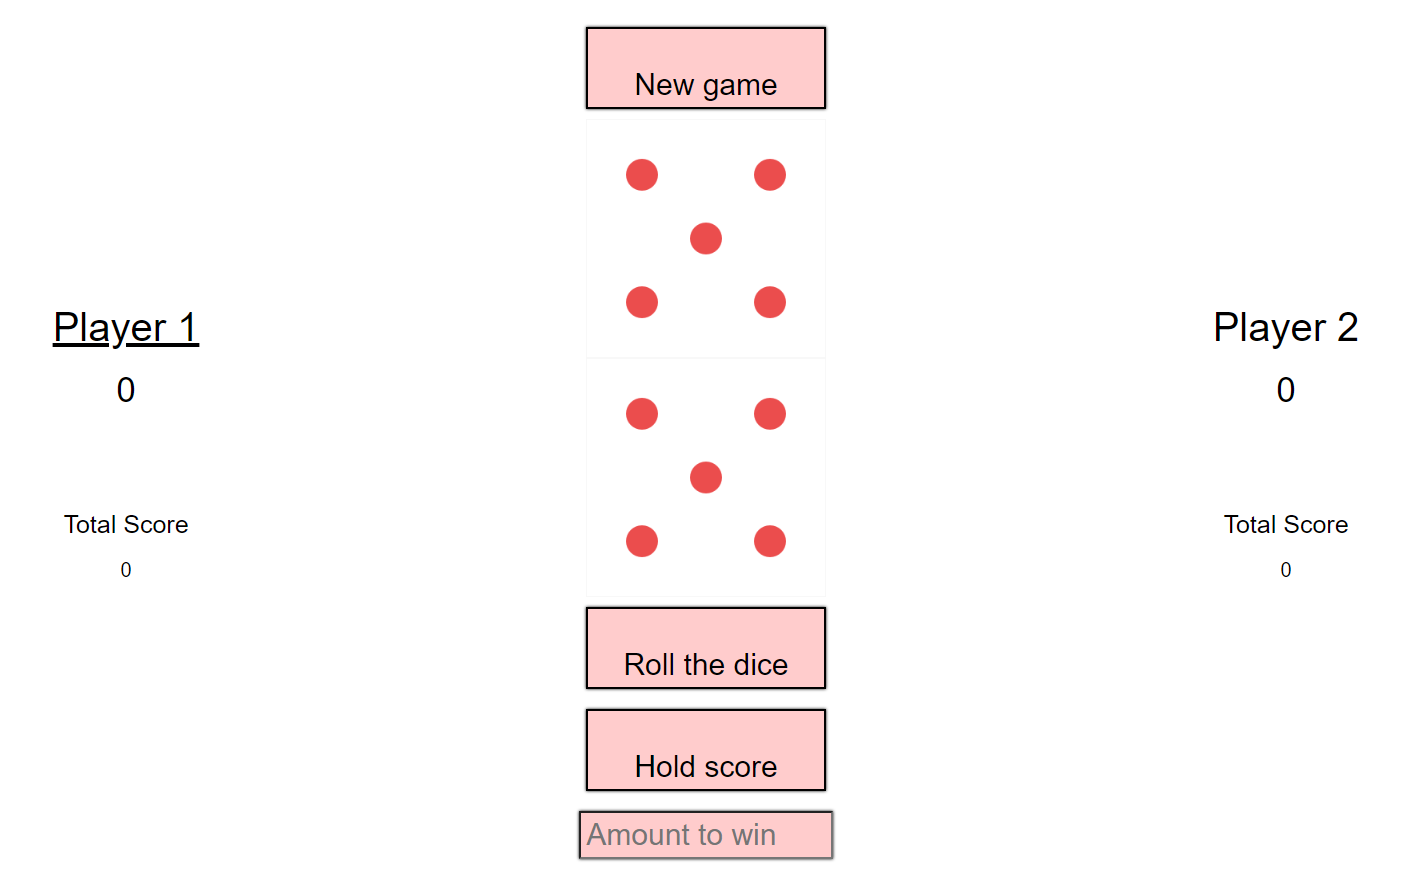 New game
Player 1
0
Total Score
0
Player 2
0
Total Score
0
Roll the dice
Hold score
Amount to win